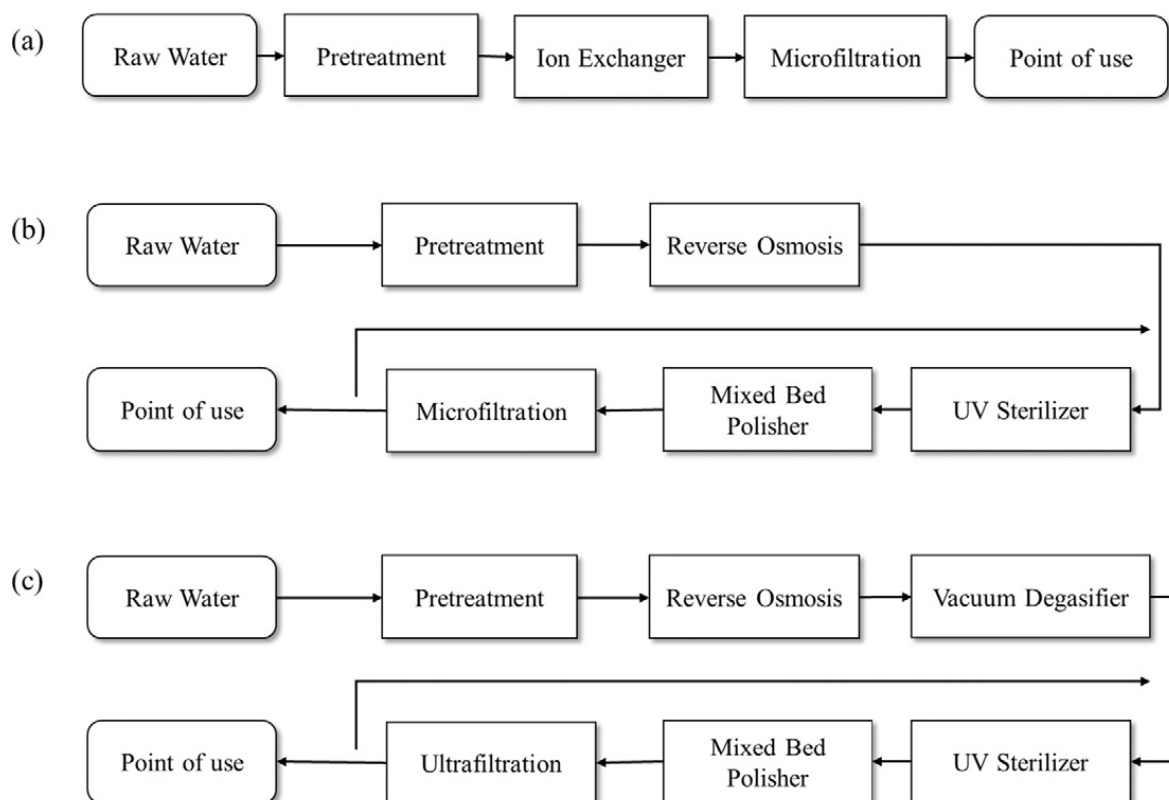 (a)
Raw Water
Pretreatment
Ion Exchanger
Microfiltration
Point of use
(b)
Raw Water
Pretreatment
Reverse Osmosis
Point of use
Microfiltration
Mixed Bed
Polisher
UV Sterilizer
(c)
Raw Water
Pretreatment
Reverse Osmosis
Vacuum Degasifier
Point of use
Ultrafiltration
Mixed Bed
Polisher
UV Sterilizer